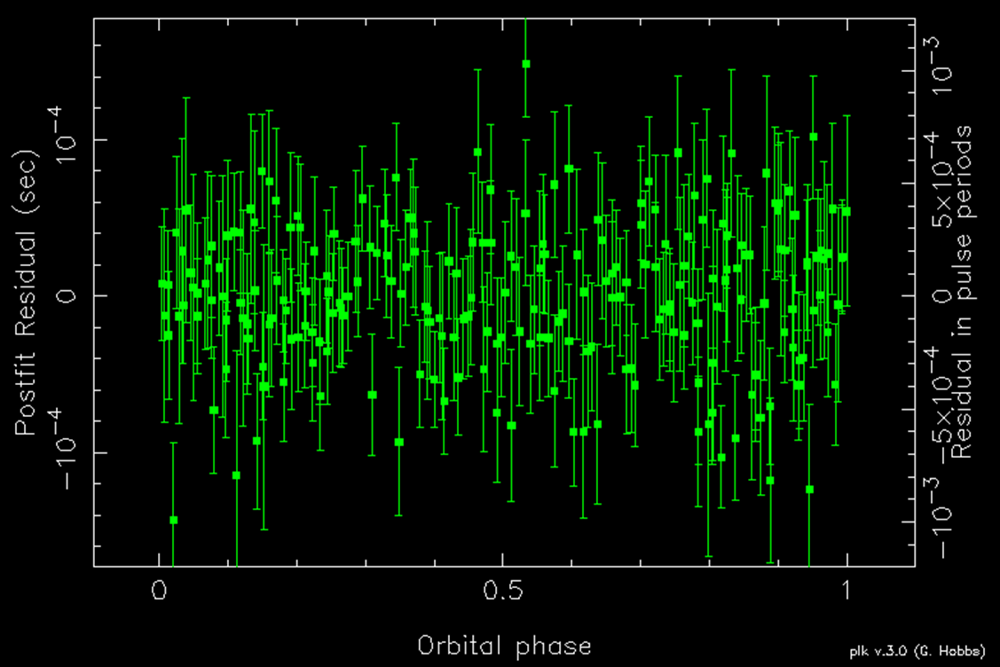 Postfit Residual (sec)
10⁻⁴
0
−10⁻⁴
10⁻³
5×10⁻⁴
0
−5×10⁻⁴
−10⁻³
Residual in pulse periods
0
0.5
1
Orbital phase
plk v.3.0 (G. Hobbs)